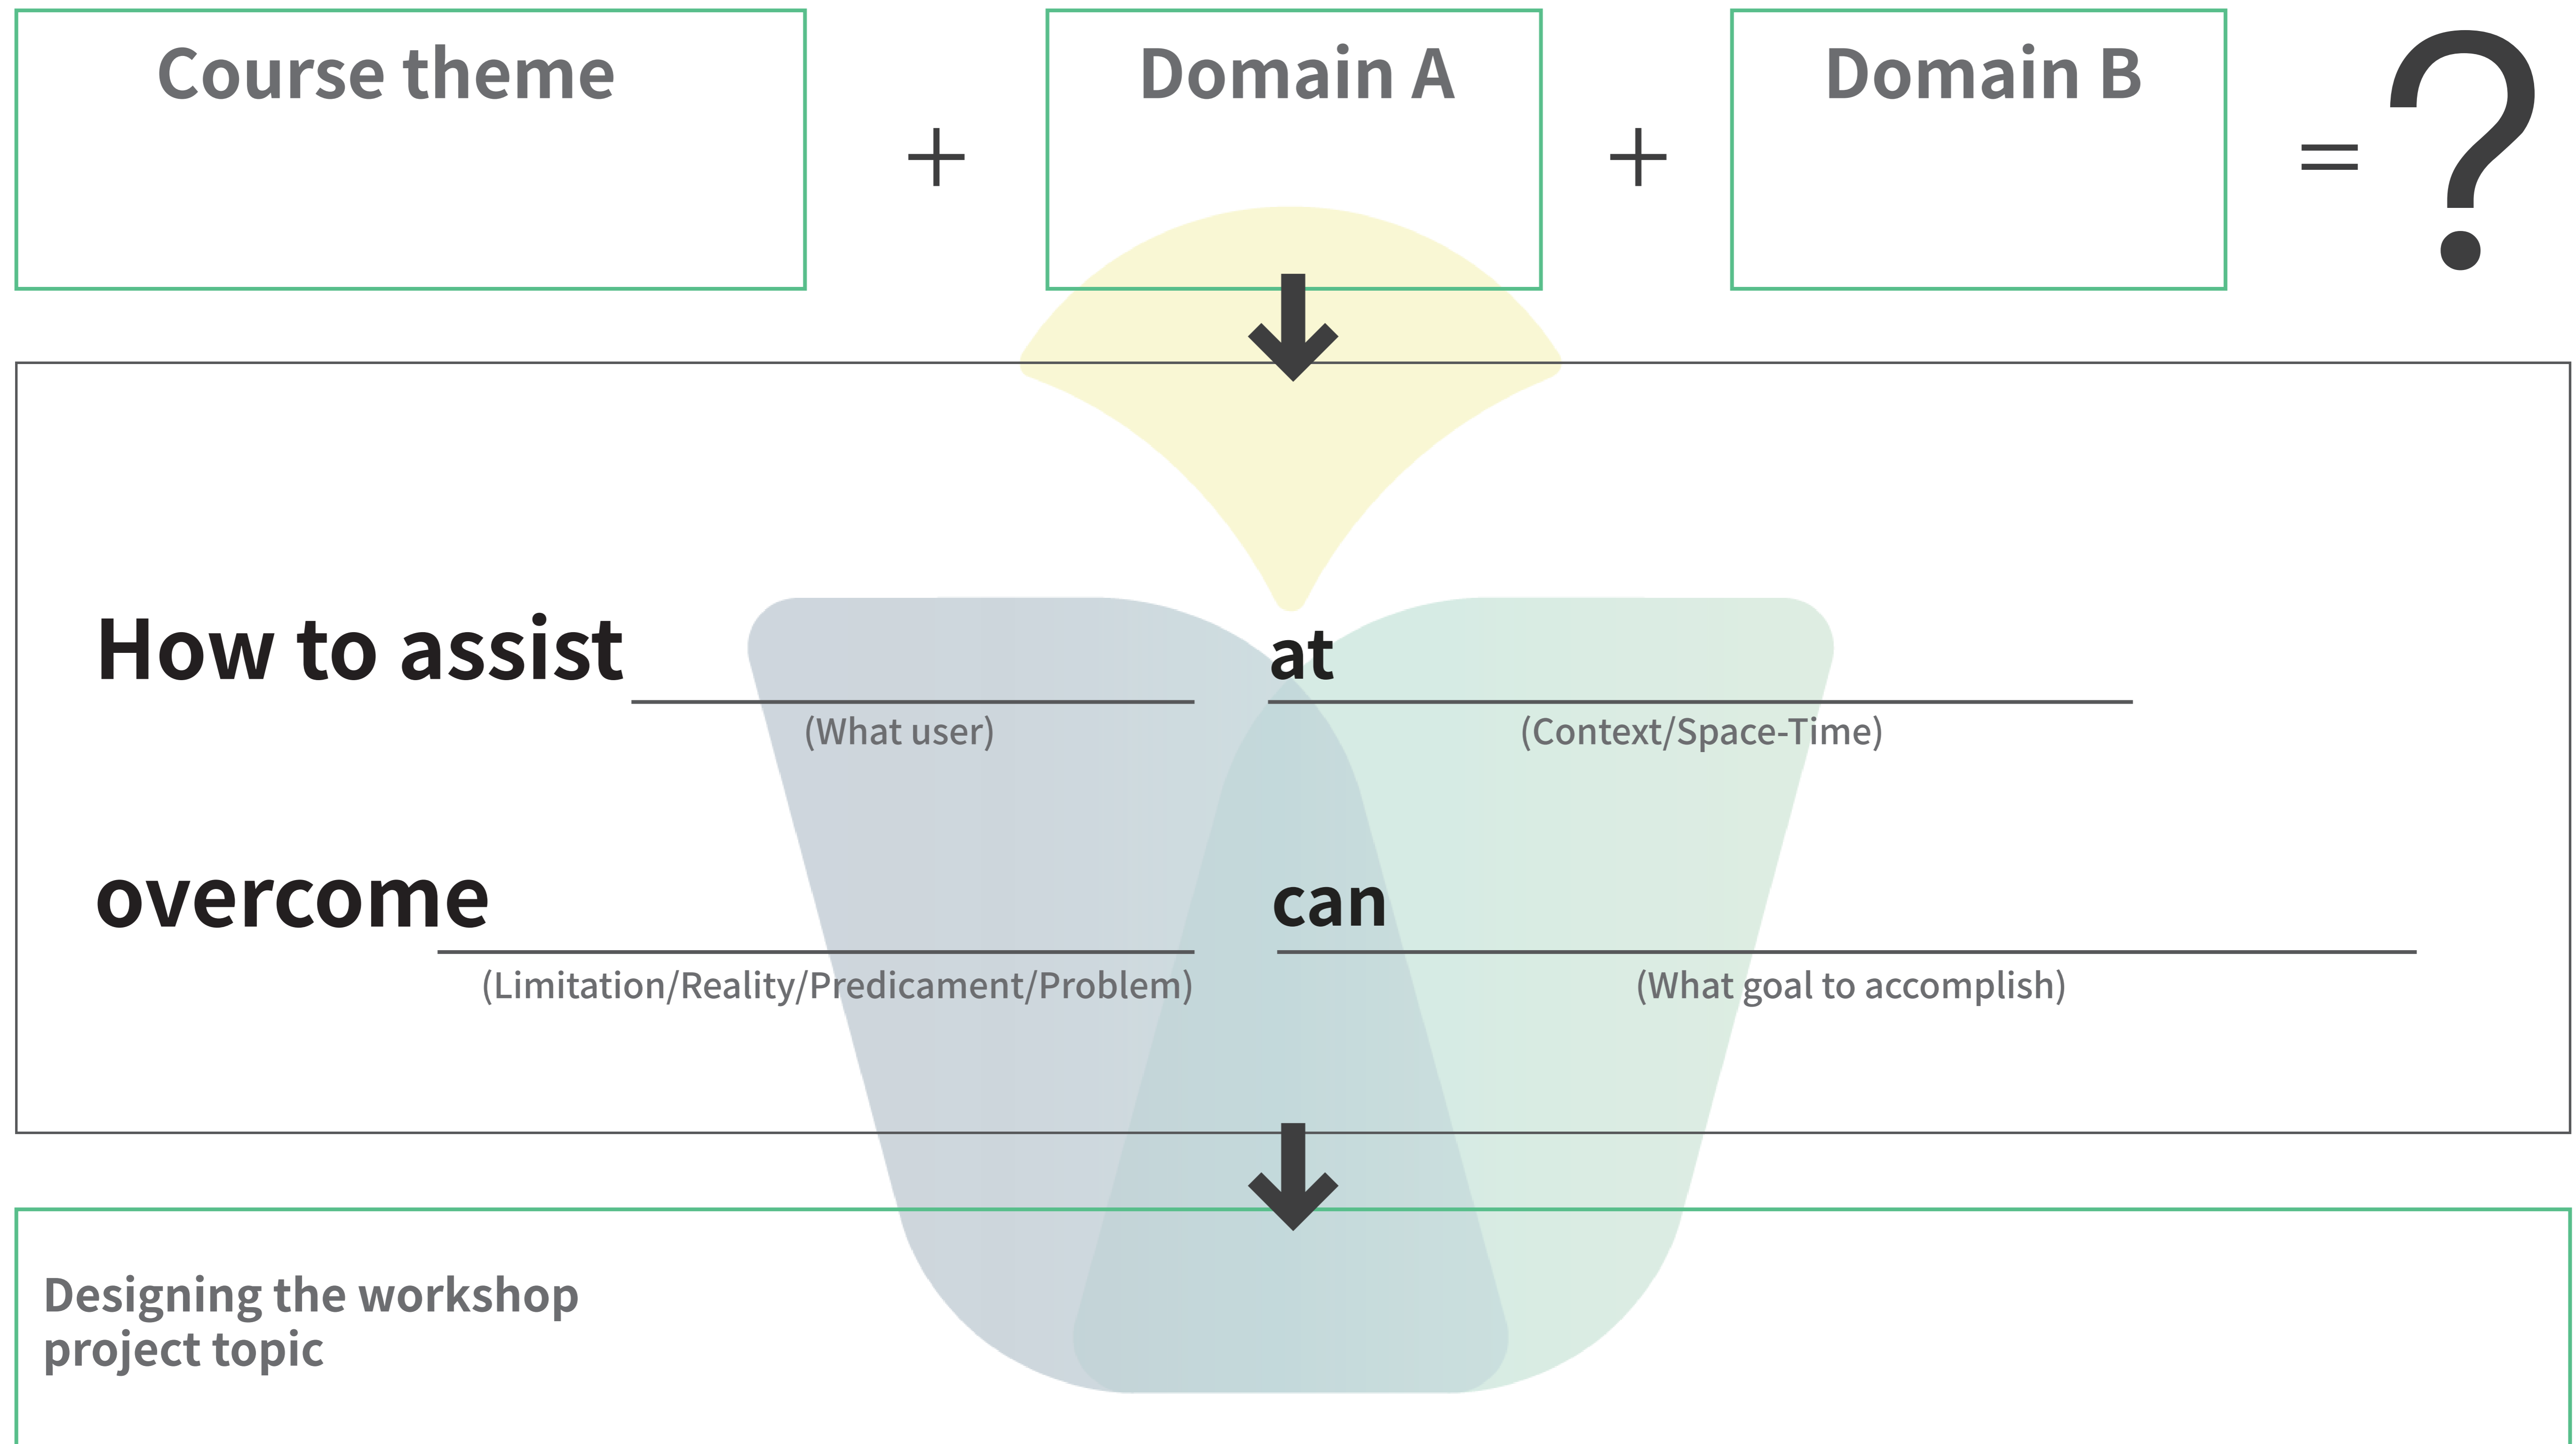 Course theme + Domain A + Domain B = ?
How to assist at
(What user) (Context/Space-Time)
overcome can
(Limitation/Reality/Predicament/Problem) (What goal to accomplish)
Designing the workshop
project topic